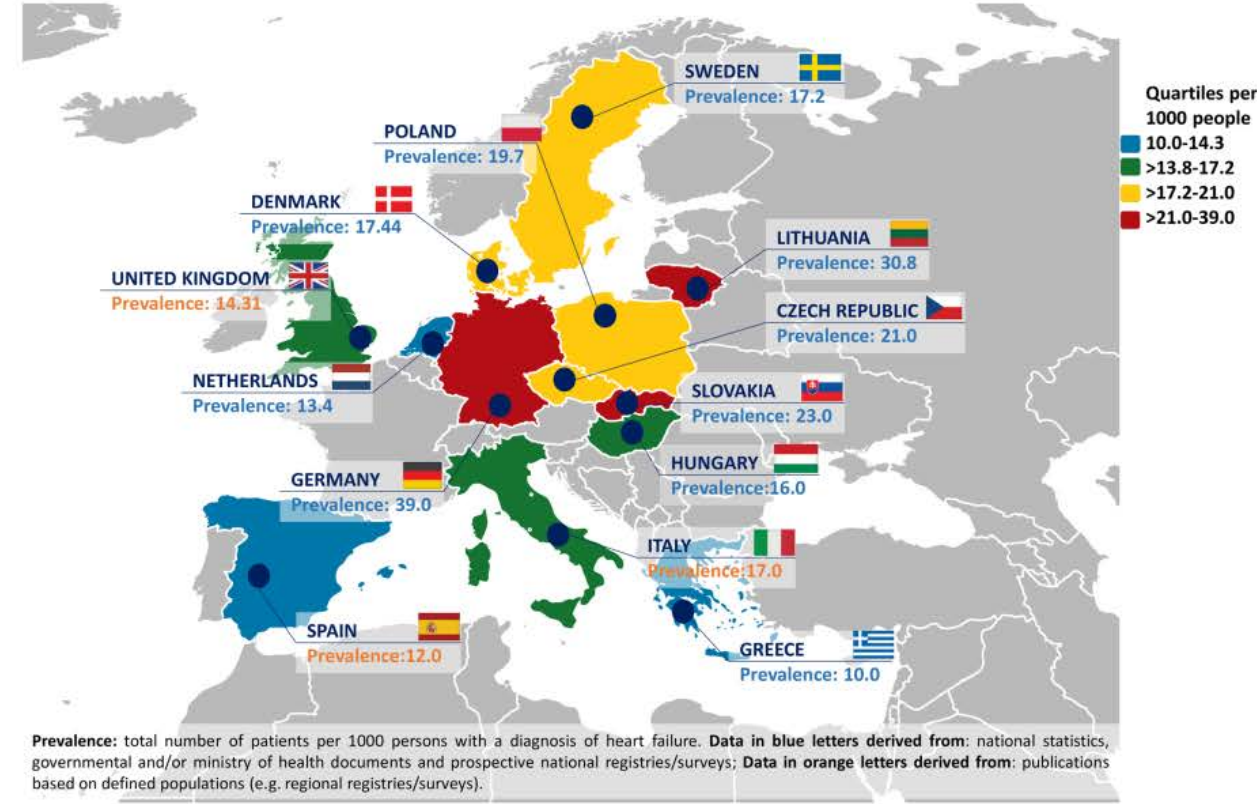 SWEDEN
Prevalence: 17.2
POLAND
Prevalence: 19.7
DENMARK
Prevalence: 17.44
UNITED KINGDOM
Prevalence: 14.31
NETHERLANDS
Prevalence: 13.4
LITHUANIA
Prevalence: 30.8
CZECH REPUBLIC
Prevalence: 21.0
SLOVAKIA
Prevalence: 23.0
HUNGARY
Prevalence:16.0
GERMANY
Prevalence: 39.0
ITALY
Prevalence:17.0
SPAIN
Prevalence:12.0
GREECE
Prevalence: 10.0
Quartiles per
1000 people
10.0-14.3
>13.8-17.2
>17.2-21.0
>21.0-39.0
Prevalence: total number of patients per 1000 persons with a diagnosis of heart failure. Data in blue letters derived from: national statistics,
governmental and/or ministry of health documents and prospective national registries/surveys; Data in orange letters derived from: publications
based on defined populations (e.g. regional registries/surveys).